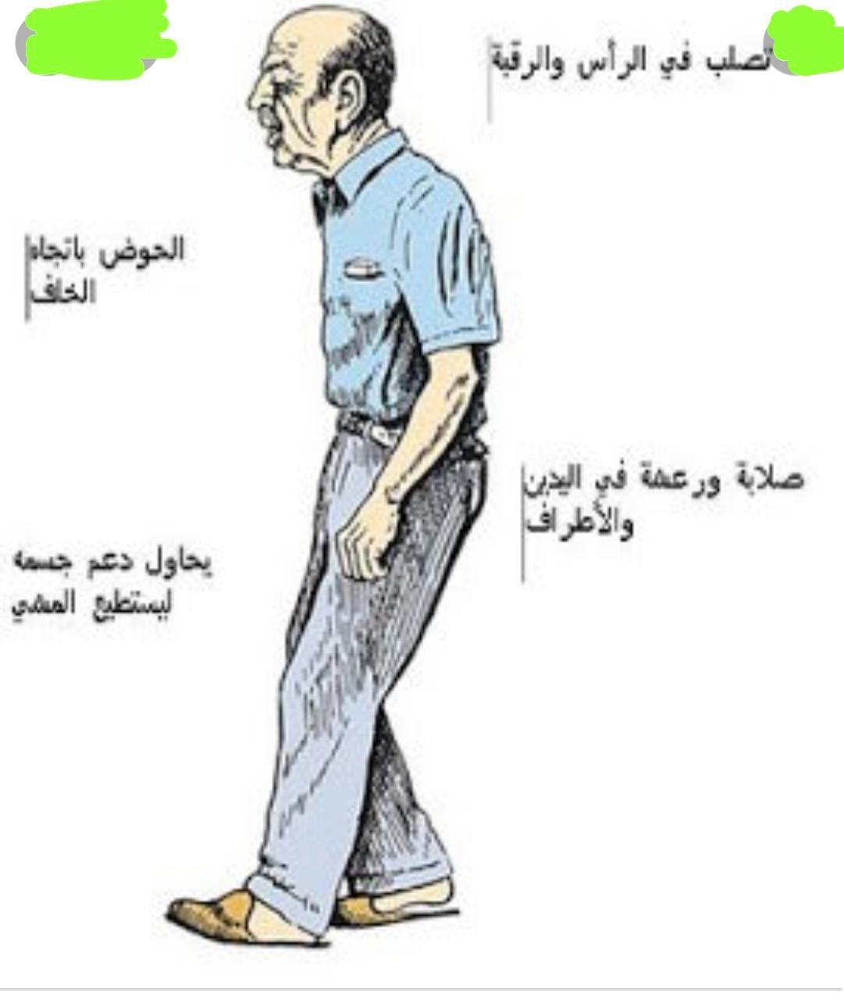 تصلب في الرأس والرقبة
الحوض باتجاه
الخلف
صلابة ورعشة في اليدين
والأطراف
يحاول دعم جسمه
ليستطيع المشي